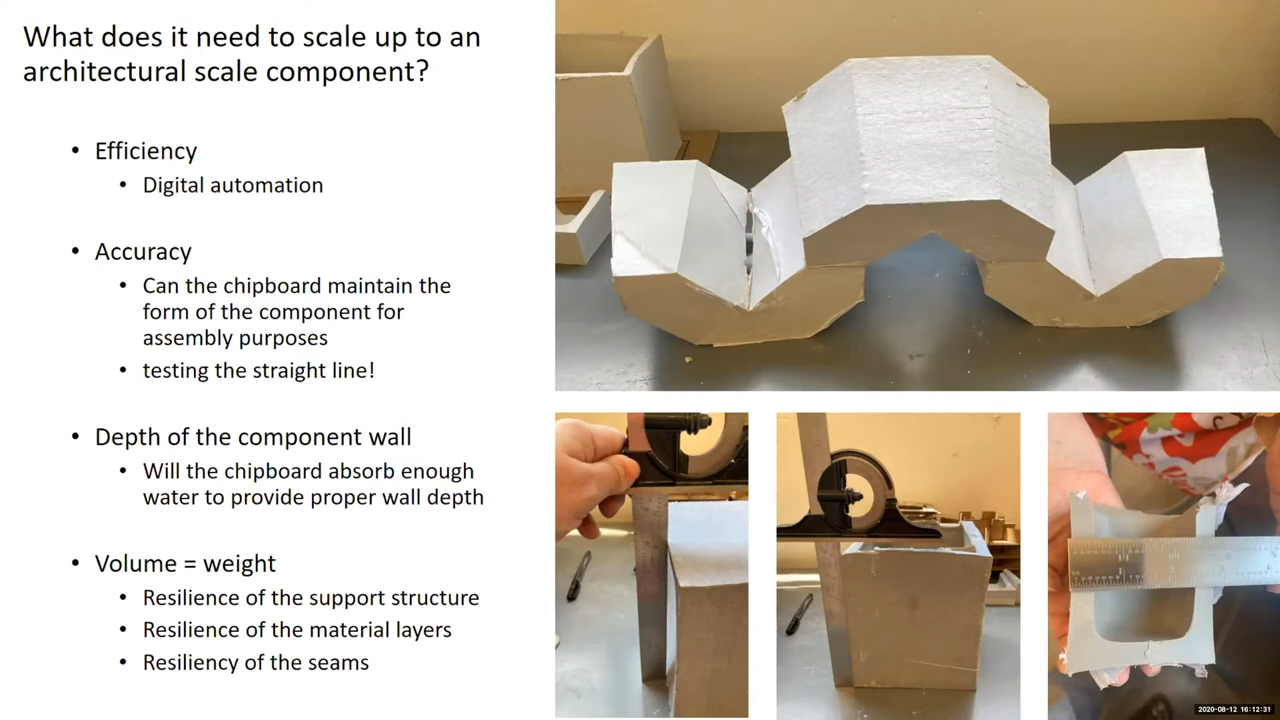 What does it need to scale up to an
architectural scale component?
• Efficiency
• Digital automation
• Accuracy
• Can the chipboard maintain the
form of the component for
assembly purposes
• testing the straight line!
• Depth of the component wall
• Will the chipboard absorb enough
water to provide proper wall depth
• Volume = weight
• Resilience of the support structure
• Resilience of the material layers
• Resiliency of the seams
2020-08-12 16:12:31